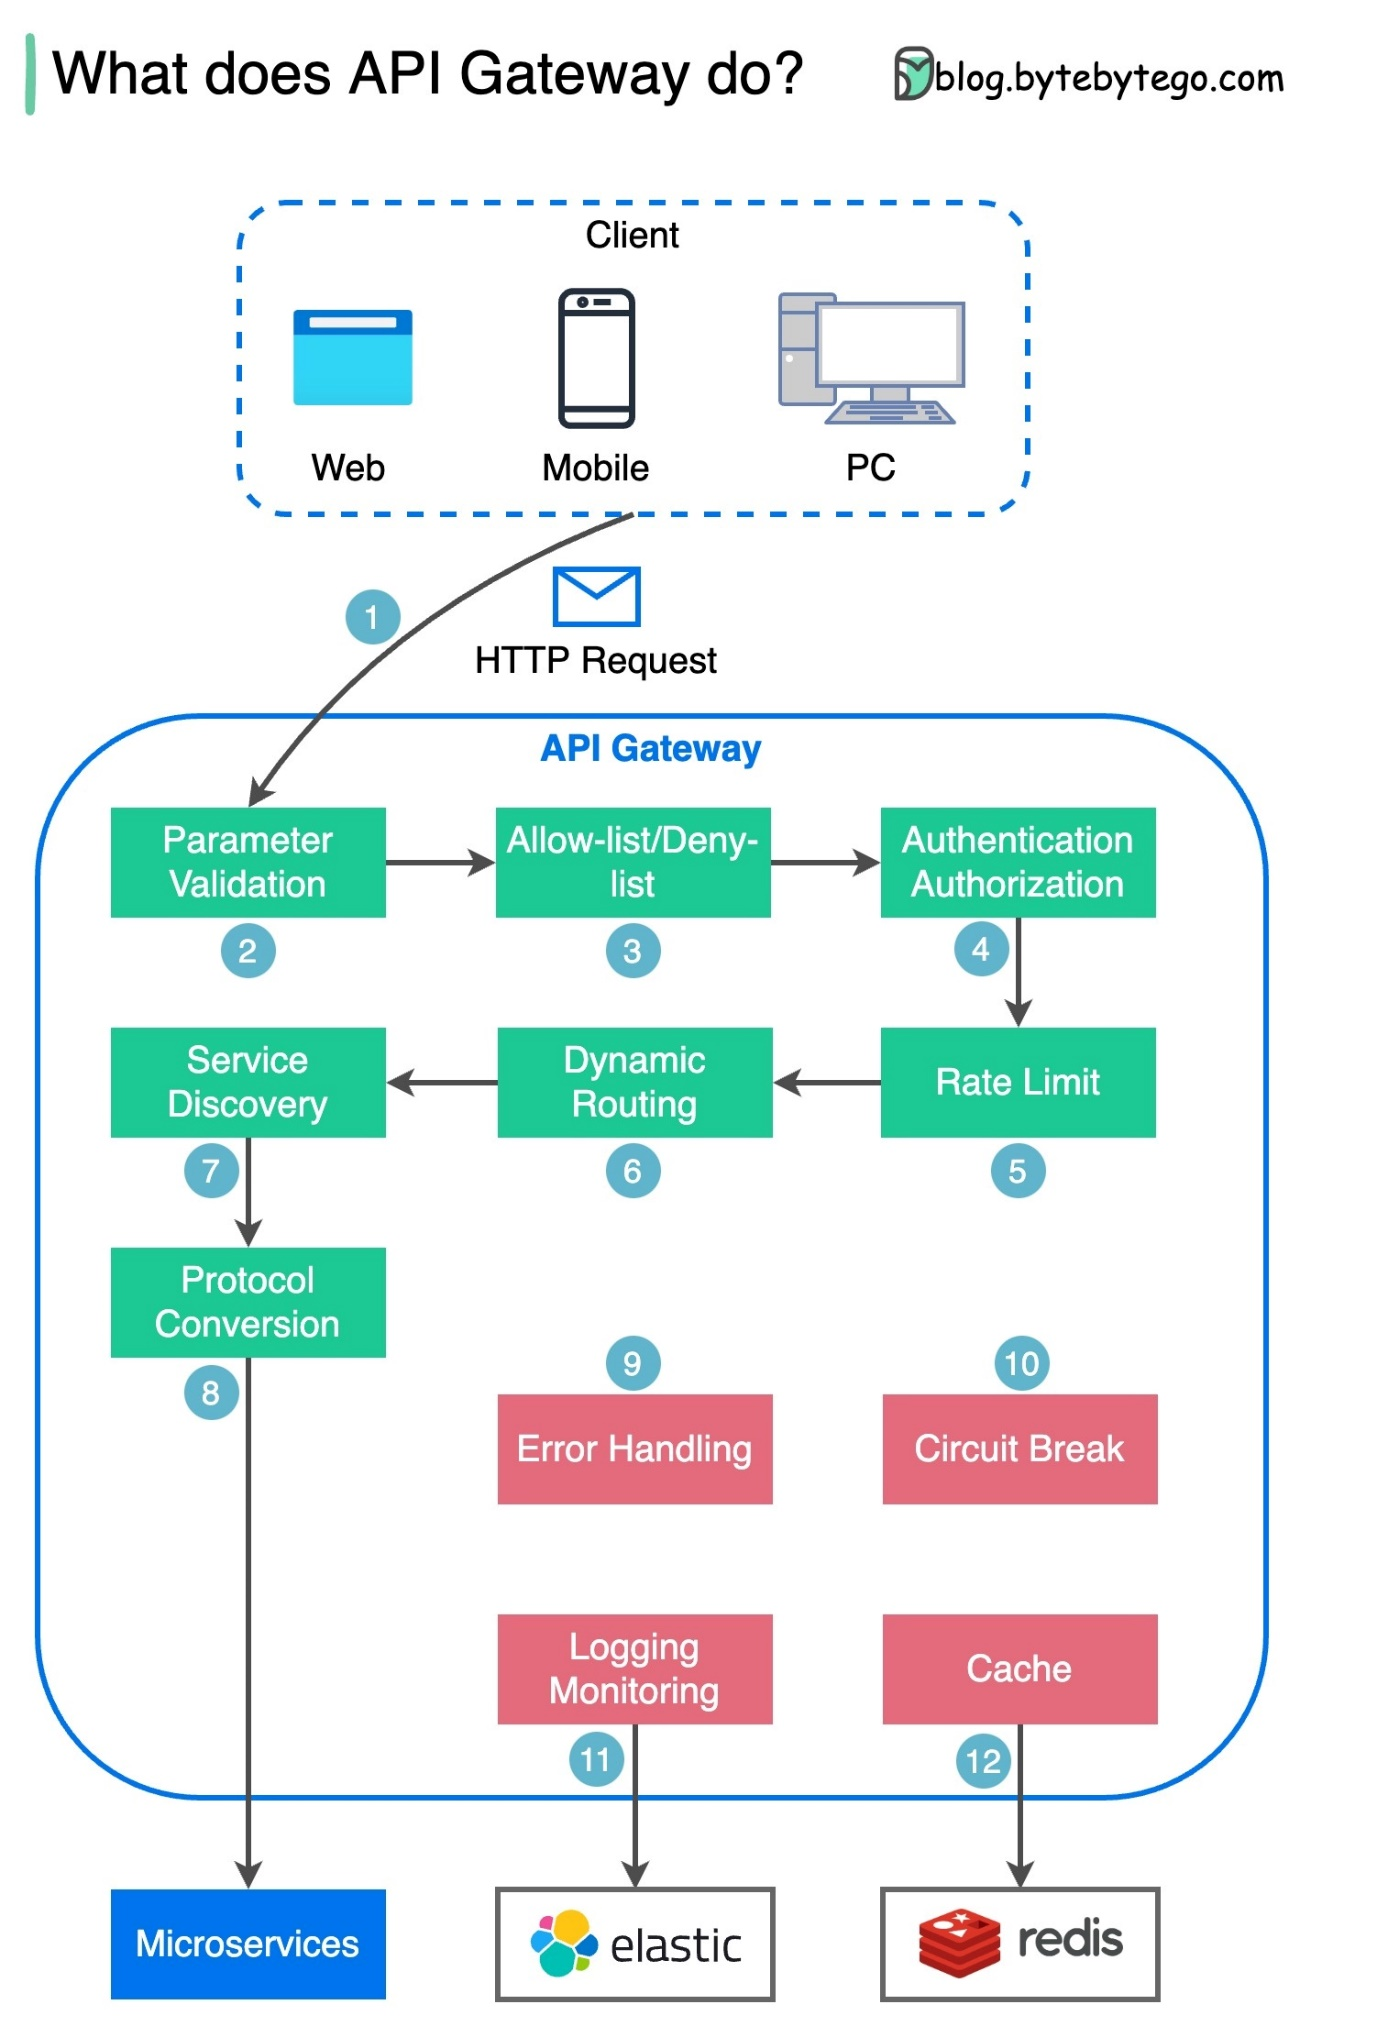 What does API Gateway do?
blog.bytebytego.com
Client
Web
Mobile
PC
1
HTTP Request
API Gateway
Parameter
Validation
Allow-list/Deny-
list
Authentication
Authorization
2
3
4
Service
Discovery
Dynamic
Routing
Rate Limit
7
6
5
Protocol
Conversion
8
9
10
Error Handling
Circuit Break
Logging
Monitoring
Cache
11
12
Microservices
elastic
redis